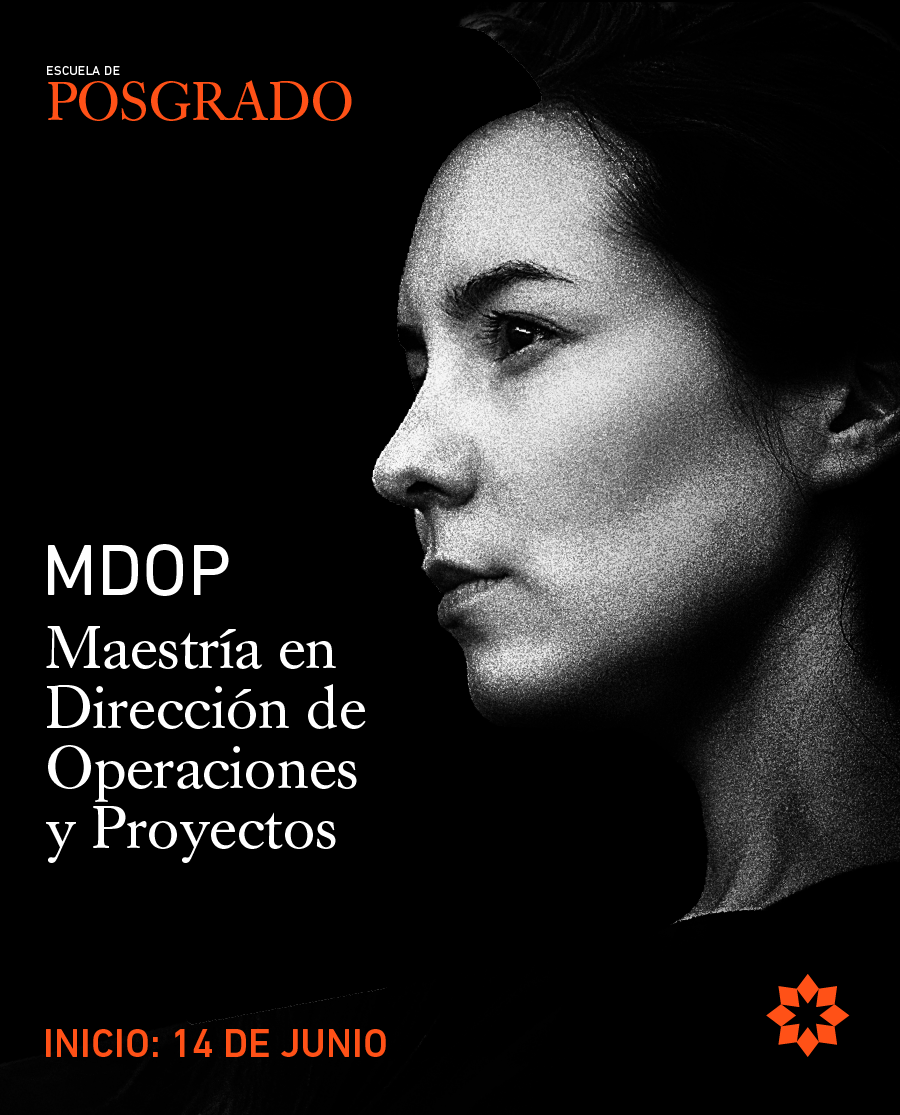 ESCUELA DE
POSGRADO
MDOP
Maestría en
Dirección de
Operaciones
y Proyectos
INICIO: 14 DE JUNIO